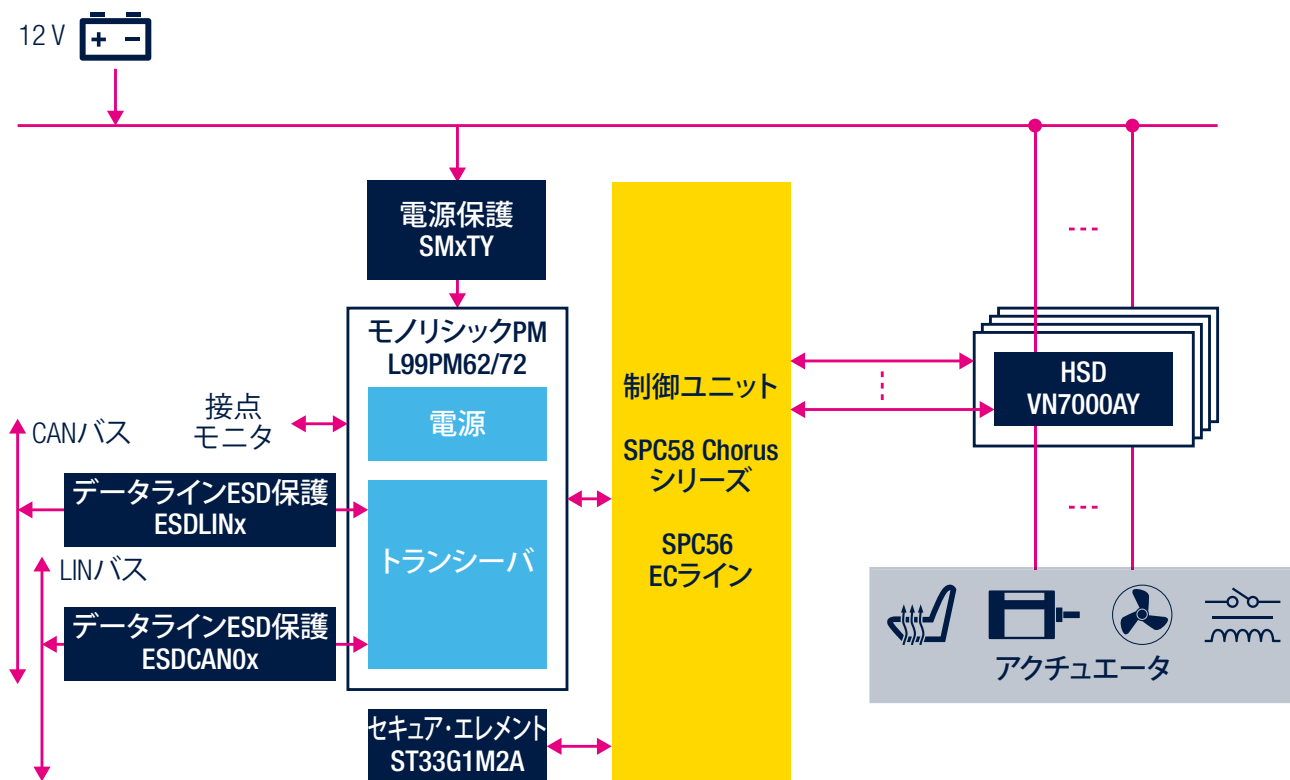 12 V
電源保護
SMxTY
モノリシックPM
L99PM62/72
電源
トランシーバ
接点
モニタ
CANバス
データラインESD保護
ESDLINx
LINバス
データラインESD保護
ESDCAN0x
セキュア・エレメント
ST33G1M2A
制御ユニット
SPC58 Chorus
シリーズ
SPC56
ECライン
HSD
VN7000AY
アクチュエータ